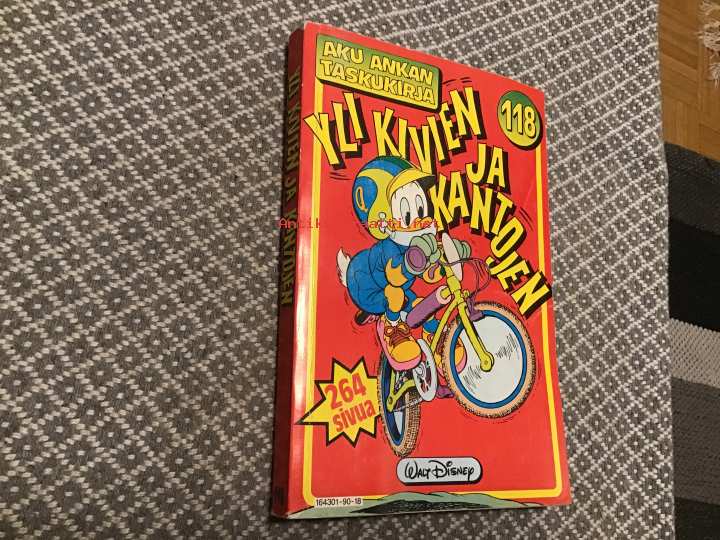 AKU ANKAN
TASKUKIRJA
118
YLI KIVIEN
JA
KANTOJEN
264
sivua
WALT DISNEY
164301-90-18
YLI KIVIEN JA KANTOJEN